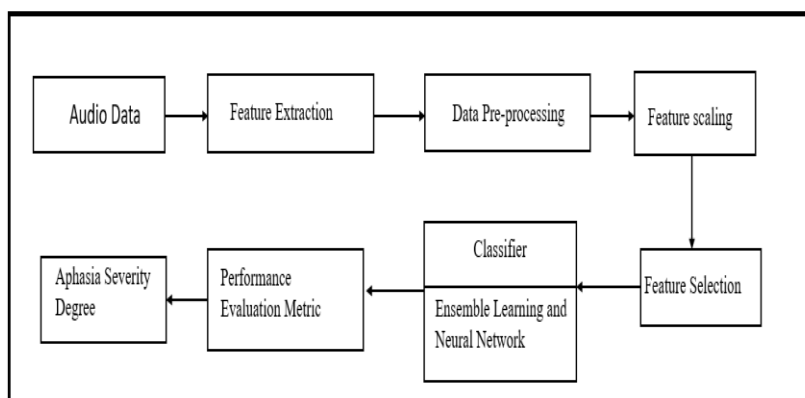 Audio Data
Feature Extraction
Data Pre-processing
Feature scaling
Feature Selection
Classifier
Ensemble Learning and
Neural Network
Performance
Evaluation Metric
Aphasia Severity
Degree